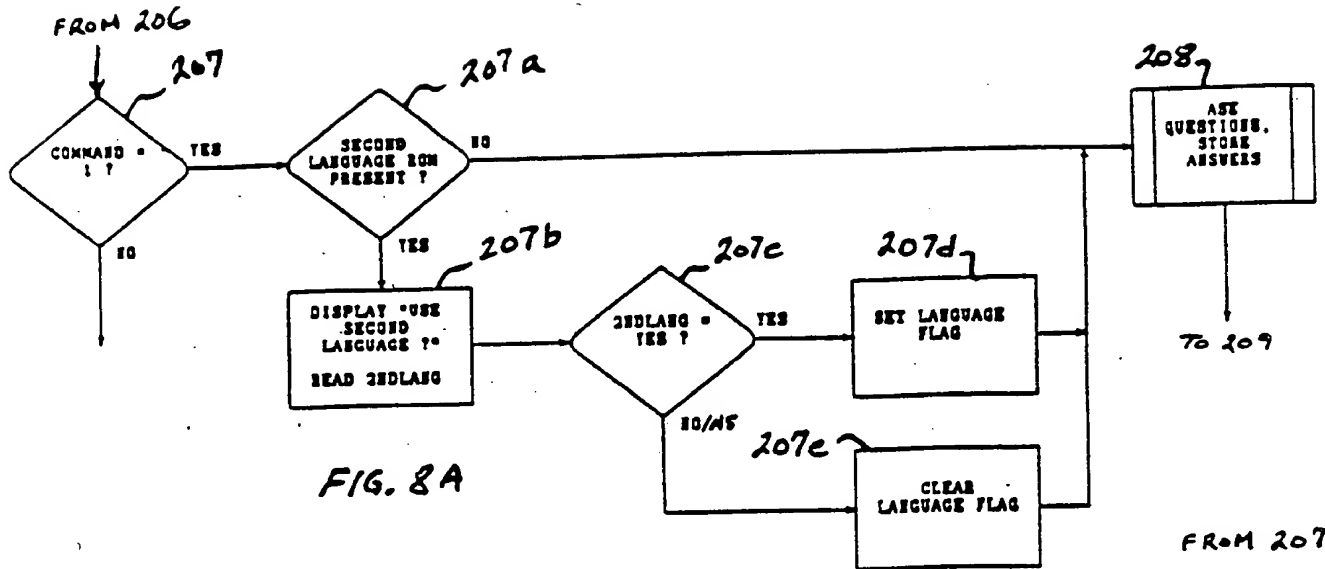 FROM 206
207
COMMAND =
1 ?
YES
NO
207a
SECOND
LANGUAGE ROM
PRESENT ?
NO
YES
208
ASK
QUESTIONS,
STORE
ANSWERS
TO 209
207b
DISPLAY "USE
SECOND
LANGUAGE ?"
READ 2NDLANG
207c
2NDLANG =
YES ?
YES
NO/NS
207d
SET LANGUAGE
FLAG
207e
CLEAR
LANGUAGE FLAG
FIG. 8A
FROM 207